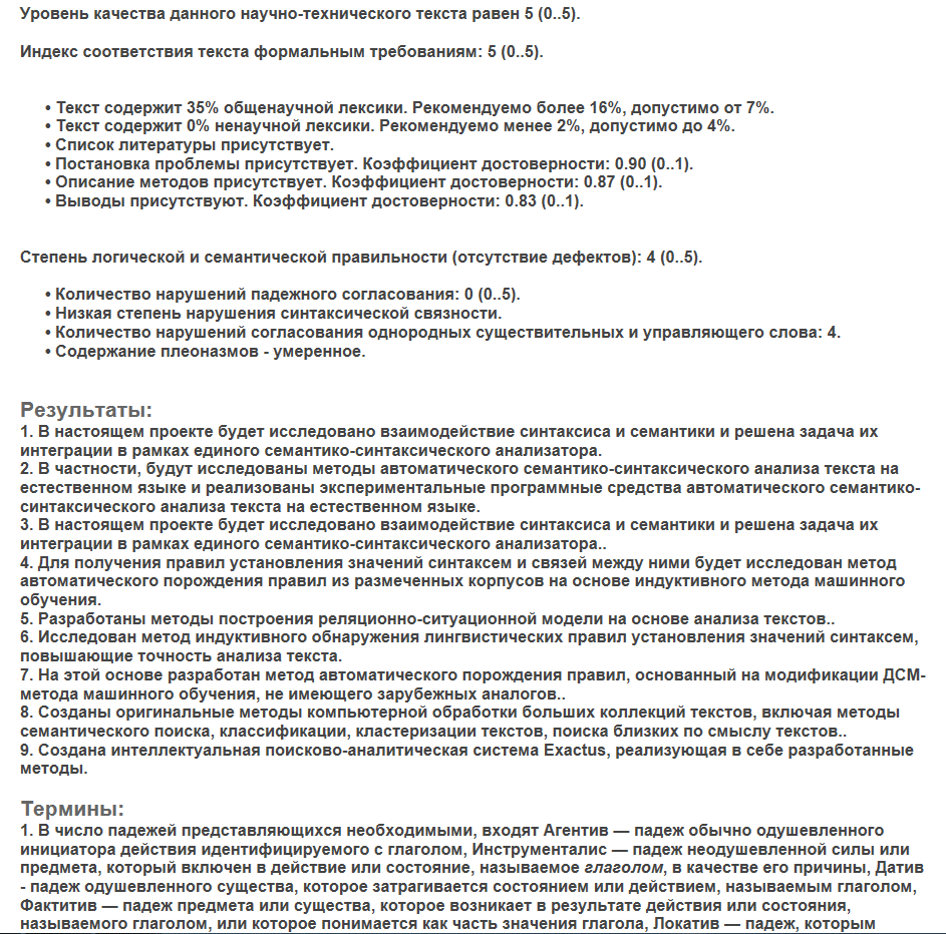 Уровень качества данного научно-технического текста равен 5 (0..5).
Индекс соответствия текста формальным требованиям: 5 (0..5).
• Текст содержит 35% общенаучной лексики. Рекомендуемо более 16%, допустимо от 7%.
• Текст содержит 0% ненаучной лексики. Рекомендуемо менее 2%, допустимо до 4%.
• Список литературы присутствует.
• Постановка проблемы присутствует. Коэффициент достоверности: 0.90 (0..1).
• Описание методов присутствует. Коэффициент достоверности: 0.87 (0..1).
• Выводы присутствуют. Коэффициент достоверности: 0.83 (0..1).
Степень логической и семантической правильности (отсутствие дефектов): 4 (0..5).
• Количество нарушений падежного согласования: 0 (0..5).
• Низкая степень нарушения синтаксической связности.
• Количество нарушений согласования однородных существительных и управляющего слова: 4.
• Содержание плеоназмов - умеренное.
Результаты:
1. В настоящем проекте будет исследовано взаимодействие синтаксиса и семантики и решена задача их
интеграции в рамках единого семантико-синтаксического анализатора.
2. В частности, будут исследованы методы автоматического семантико-синтаксического анализа текста на
естественном языке и реализованы экспериментальные программные средства автоматического семантико-
синтаксического анализа текста на естественном языке.
3. В настоящем проекте будет исследовано взаимодействие синтаксиса и семантики и решена задача их
интеграции в рамках единого семантико-синтаксического анализатора..
4. Для получения правил установления значений синтаксем и связей между ними будет исследован метод
автоматического порождения правил из размеченных корпусов на основе индуктивного метода машинного
обучения.
5. Разработаны методы построения реляционно-ситуационной модели на основе анализа текстов..
6. Исследован метод индуктивного обнаружения лингвистических правил установления значений синтаксем,
повышающие точность анализа текста.
7. На этой основе разработан метод автоматического порождения правил, основанный на модификации ДСМ-
метода машинного обучения, не имеющего зарубежных аналогов..
8. Созданы оригинальные методы компьютерной обработки больших коллекций текстов, включая методы
семантического поиска, классификации, кластеризации текстов, поиска близких по смыслу текстов..
9. Создана интеллектуальная поисково-аналитическая система Exactus, реализующая в себе разработанные
методы.
Термины:
1. В число падежей представляющихся необходимыми, входят Агентив — падеж обычно одушевленного
инициатора действия идентифицируемого с глаголом, Инструменталис — падеж неодушевленной силы или
предмета, который включен в действие или состояние, называемое глаголом, в качестве его причины, Датив
- падеж одушевленного существа, которое затрагивается состоянием или действием, называемым глаголом,
Фактитив — падеж предмета или существа, которое возникает в результате действия или состояния,
называемого глаголом, или которое понимается как часть значения глагола, Локатив — падеж, которым